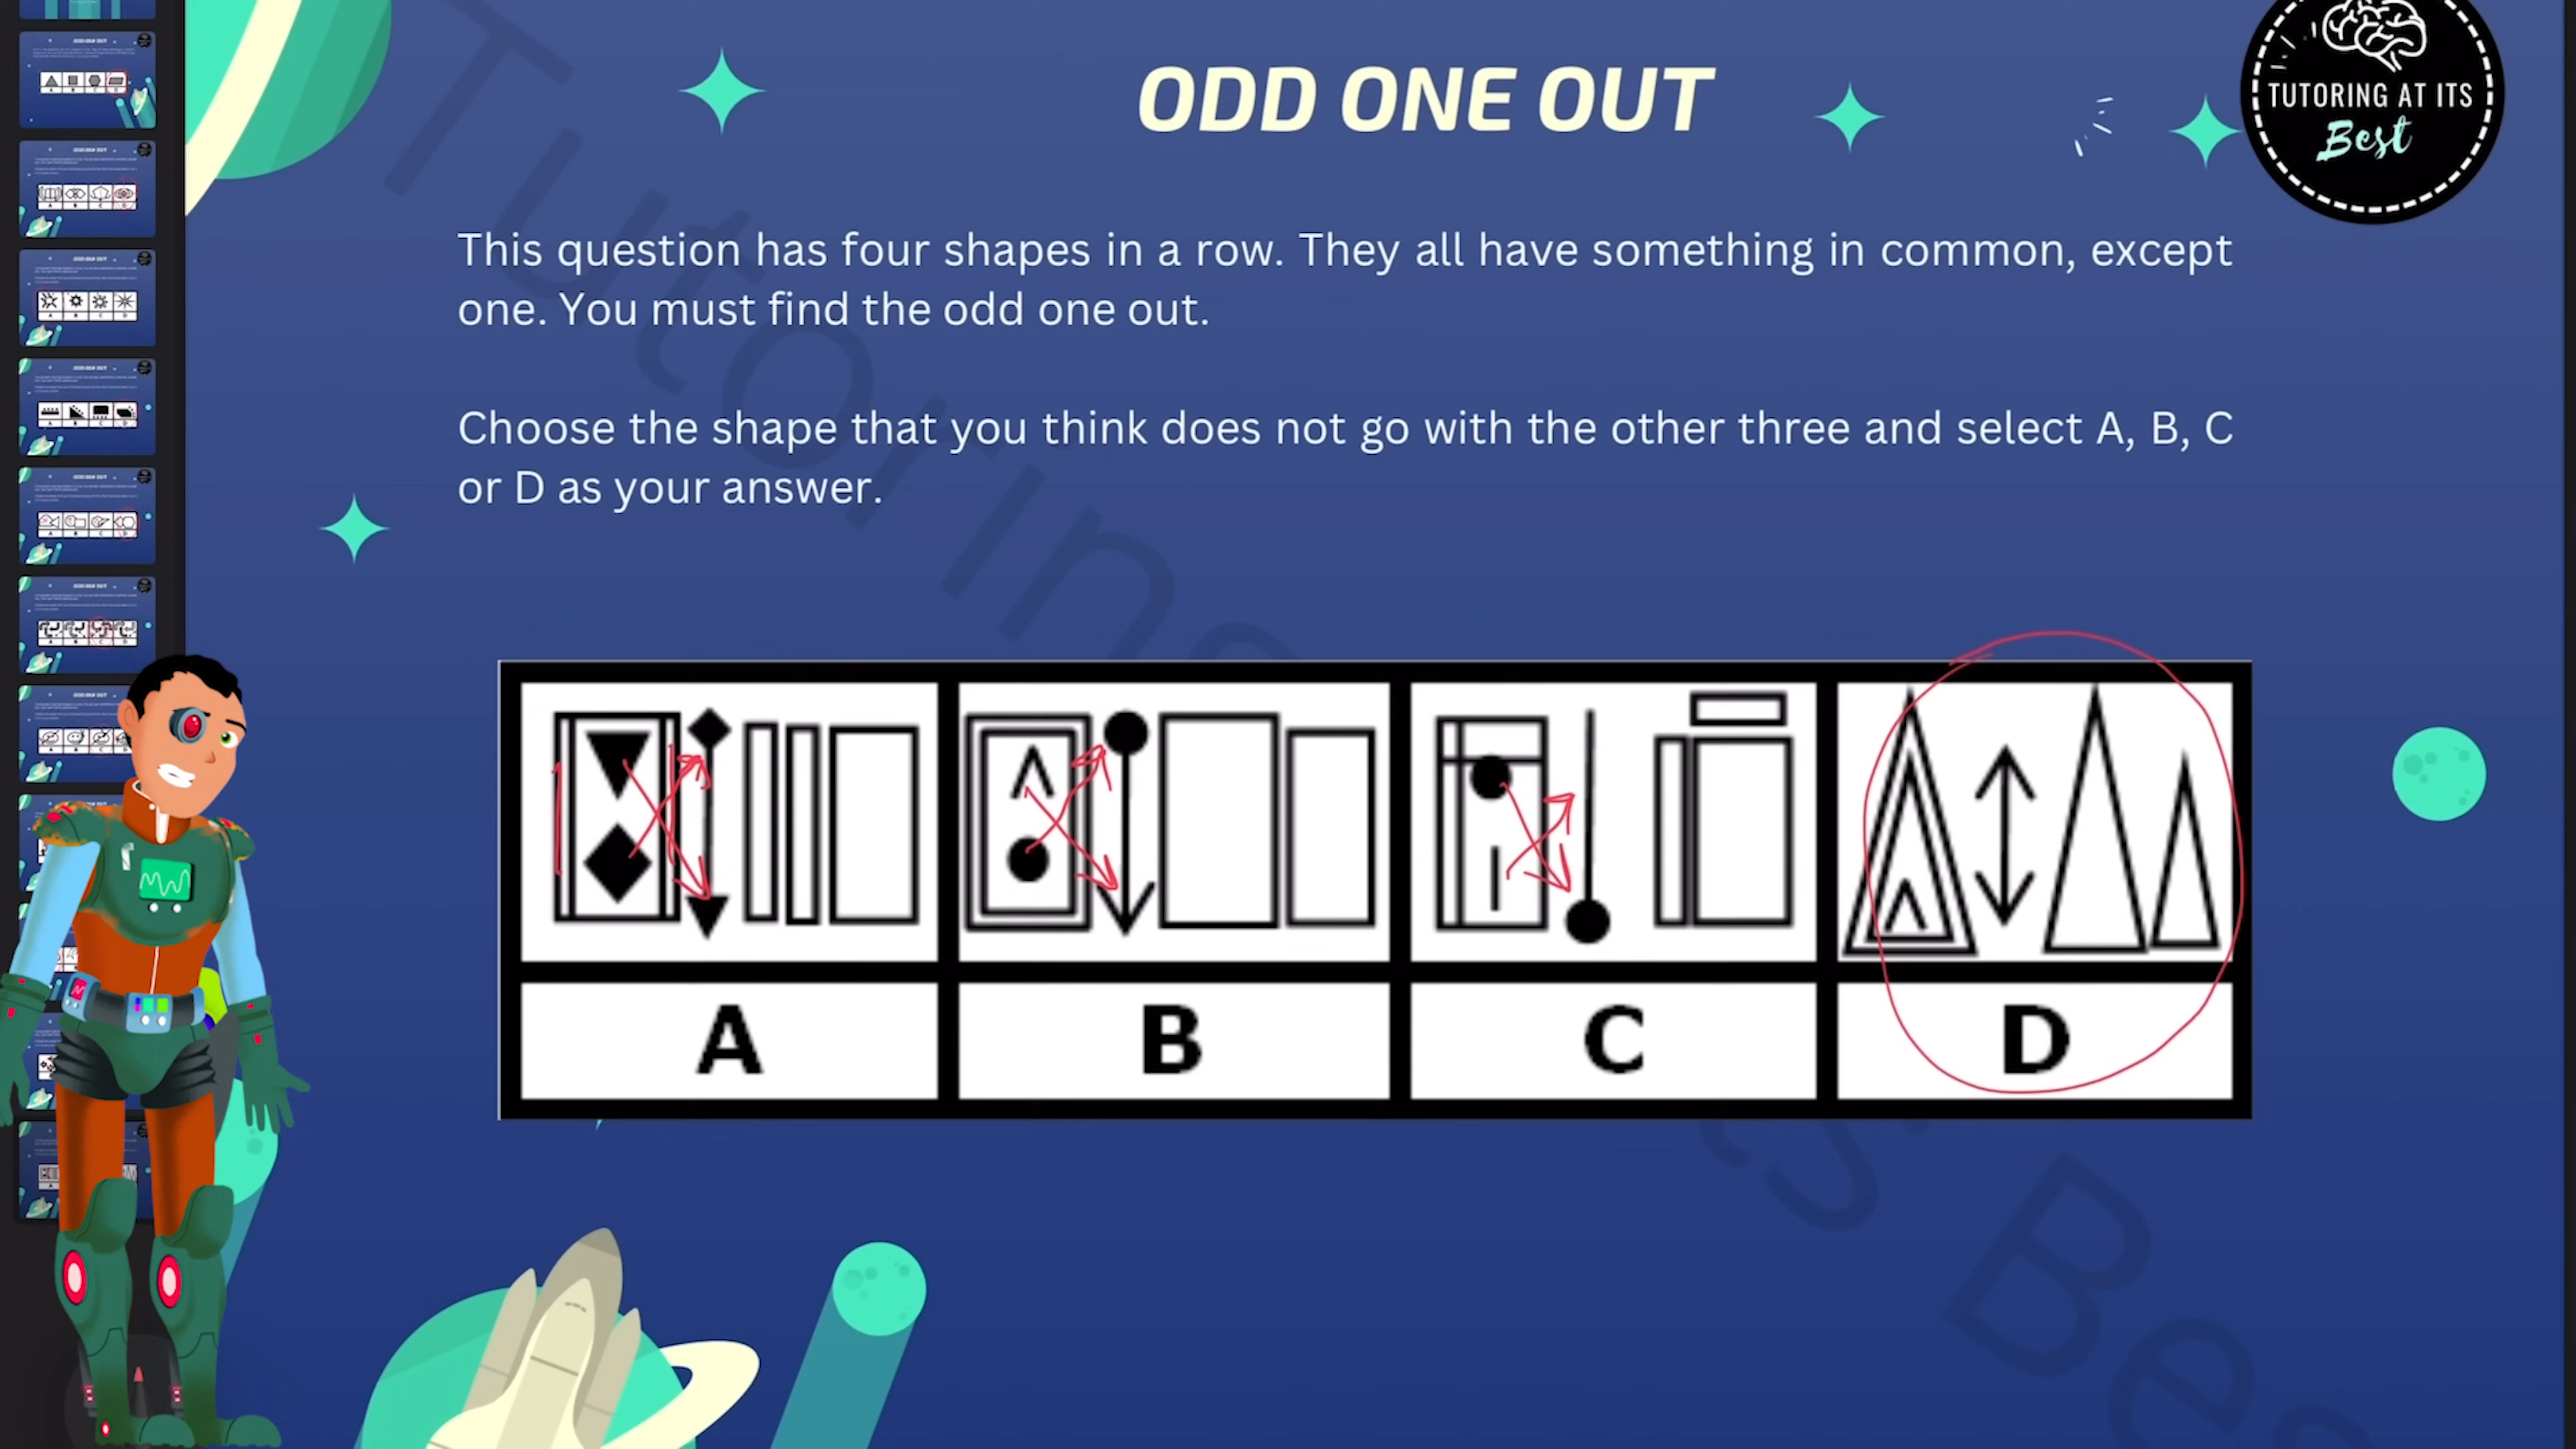 ODD ONE OUT
TUTORING AT ITS
Best
This question has four shapes in a row. They all have something in common, except
one. You must find the odd one out.
Choose the shape that you think does not go with the other three and select A, B, C
or D as your answer.
A
B
C
D